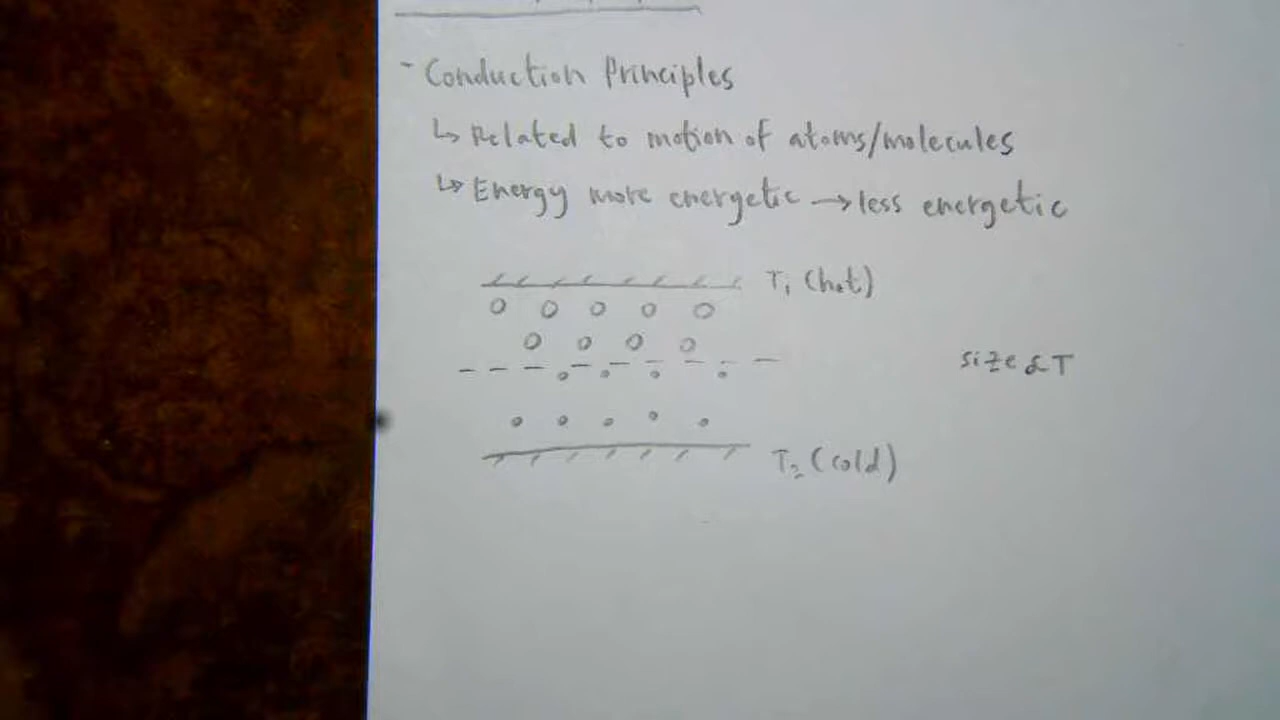 - Conduction Principles
↳ Related to motion of atoms/molecules
↳ Energy more energetic → less energetic
T₁ (hot)
size & T
T₂ (cold)